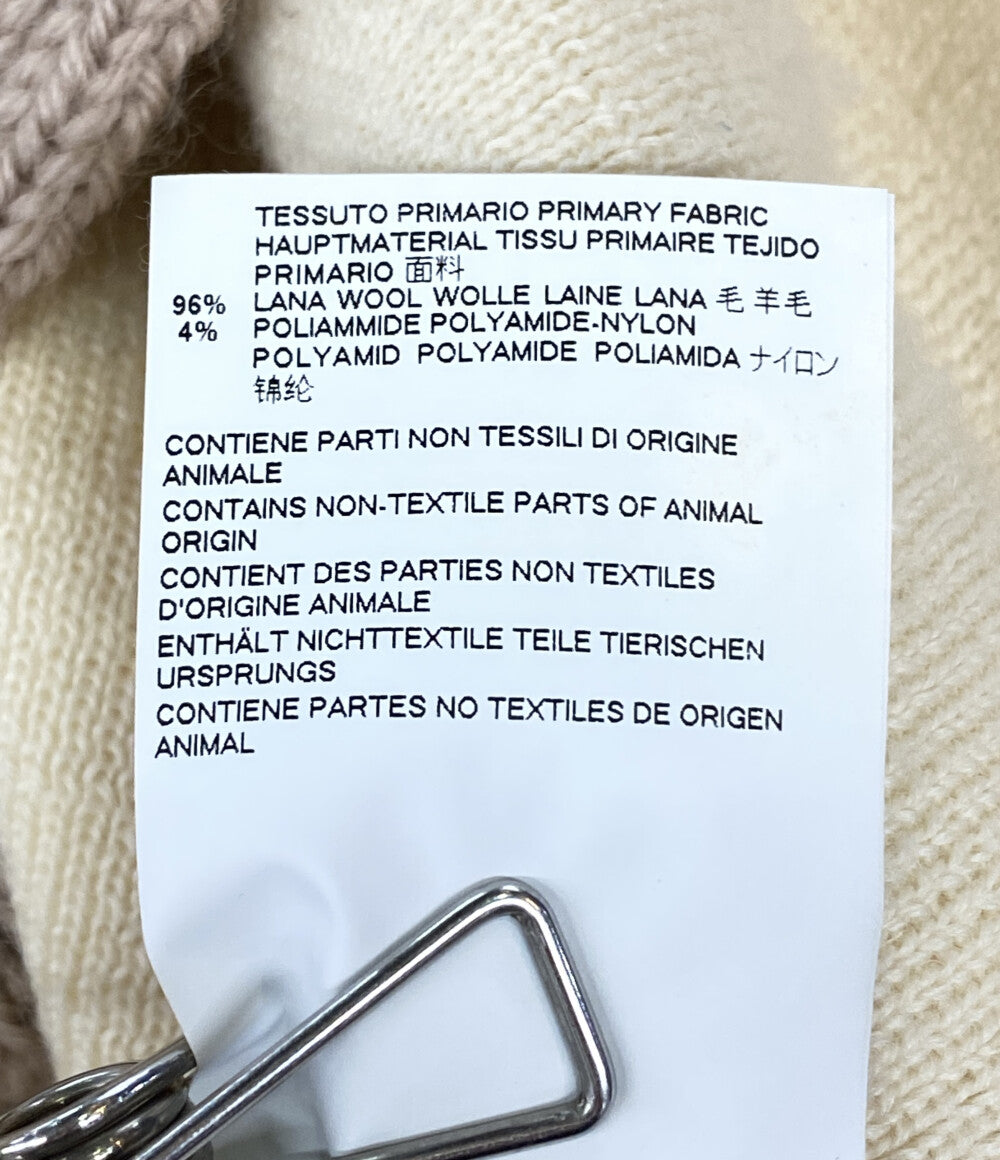 TESSUTO PRIMARIO PRIMARY FABRIC
HAUPTMATERIAL TISSU PRIMAIRE TEJIDO
PRIMARIO 面料
96% LANA WOOL WOLLE LAINE LANA 毛 羊毛
4% POLIAMMIDE POLYAMIDE-NYLON
POLYAMID POLYAMIDE POLIAMIDA ナイロン
锦纶
CONTIENE PARTI NON TESSILI DI ORIGINE
ANIMALE
CONTAINS NON-TEXTILE PARTS OF ANIMAL
ORIGIN
CONTIENT DES PARTIES NON TEXTILES
D'ORIGINE ANIMALE
ENTHÄLT NICHTTEXTILE TEILE TIERISCHEN
URSPRUNGS
CONTIENE PARTES NO TEXTILES DE ORIGEN
ANIMAL